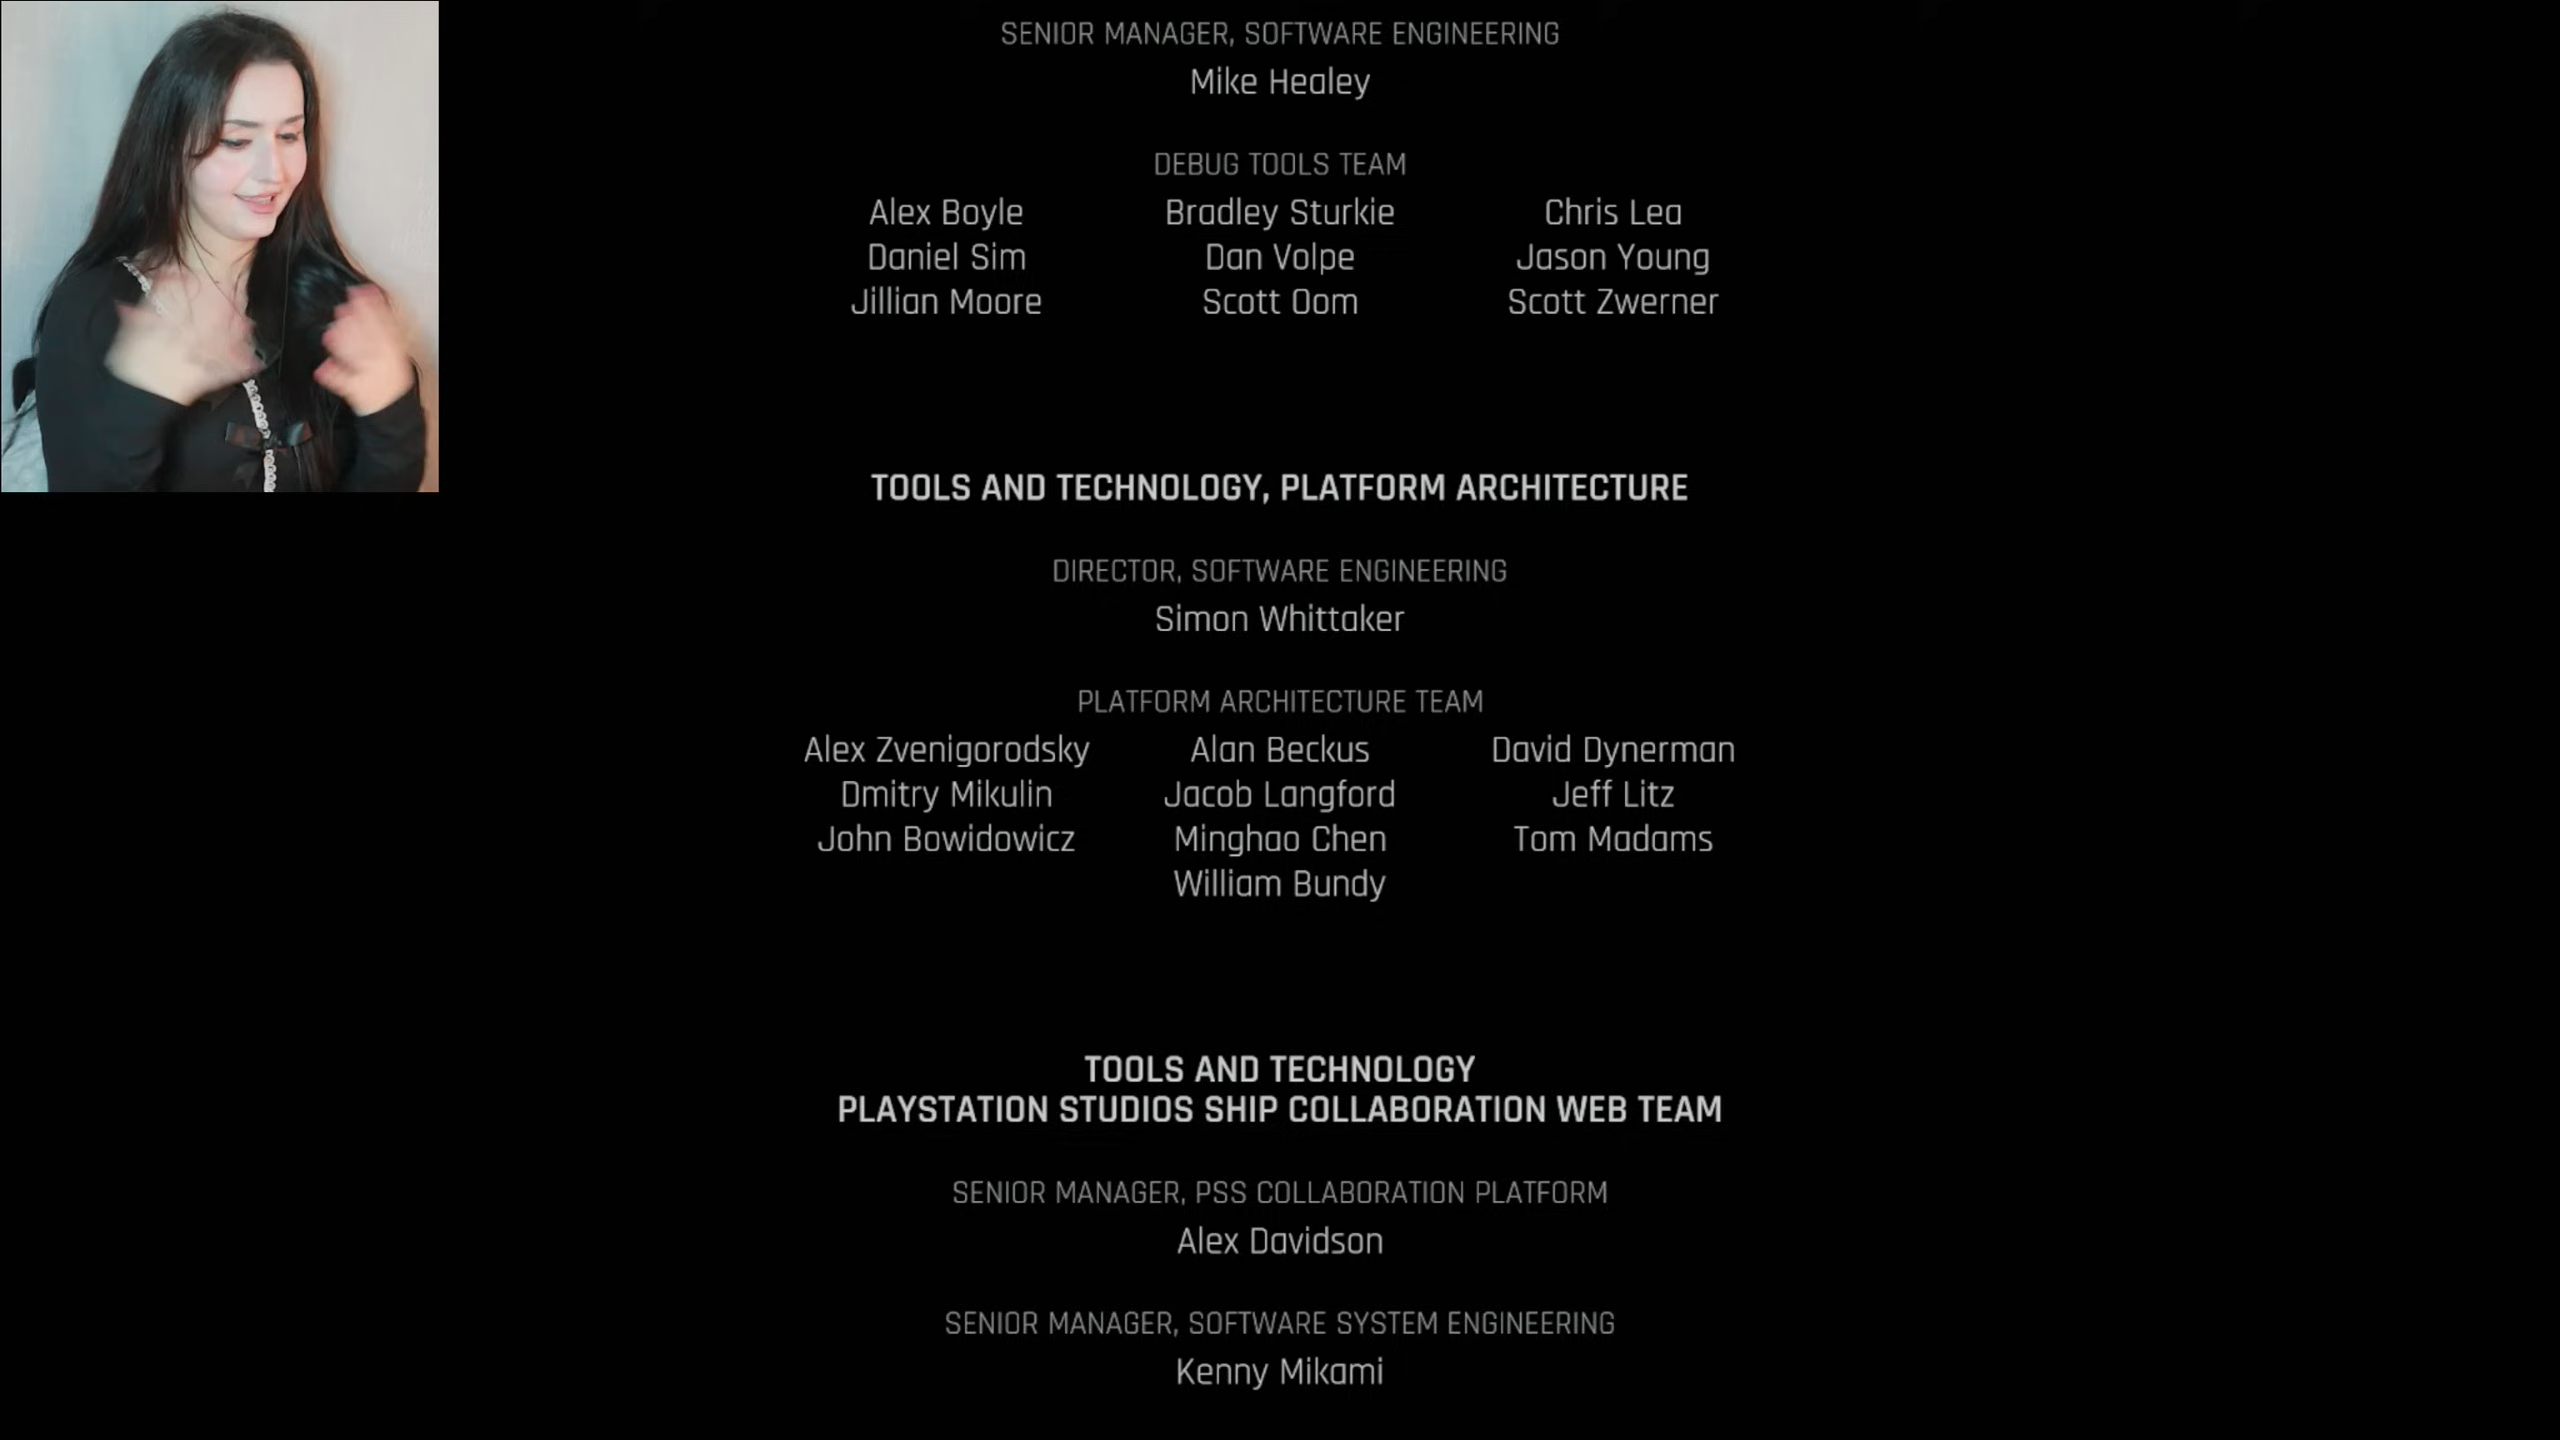 SENIOR MANAGER, SOFTWARE ENGINEERING
Mike Healey
DEBUG TOOLS TEAM
Alex Boyle Bradley Sturkie Chris Lea
Daniel Sim Dan Volpe Jason Young
Jillian Moore Scott Oom Scott Zwerner
TOOLS AND TECHNOLOGY, PLATFORM ARCHITECTURE
DIRECTOR, SOFTWARE ENGINEERING
Simon Whittaker
PLATFORM ARCHITECTURE TEAM
Alex Zvenigorodsky Alan Beckus David Dynerman
Dmitry Mikulin Jacob Langford Jeff Litz
John Bowidowicz Minghao Chen Tom Madams
William Bundy
TOOLS AND TECHNOLOGY
PLAYSTATION STUDIOS SHIP COLLABORATION WEB TEAM
SENIOR MANAGER, PSS COLLABORATION PLATFORM
Alex Davidson
SENIOR MANAGER, SOFTWARE SYSTEM ENGINEERING
Kenny Mikami